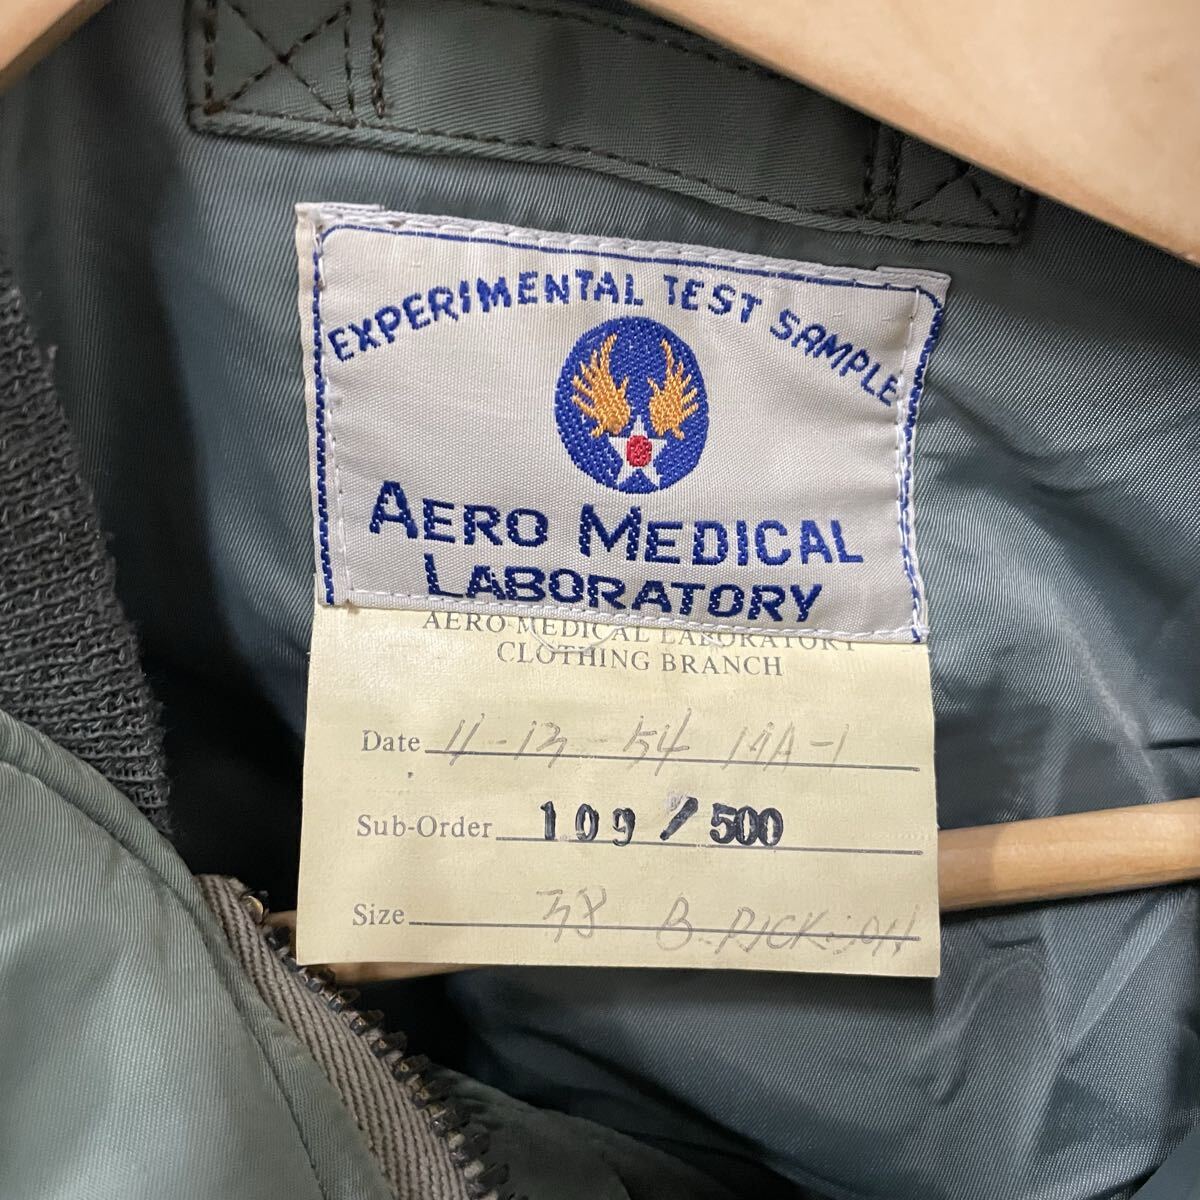 EXPERIMENTAL TEST SAMPLE
AERO MEDICAL
LABORATORY
AERO MEDICAL LABORATORY
CLOTHING BRANCH
Date 11-13-54 MA-1
Sub-Order 109/500
Size 38 B.